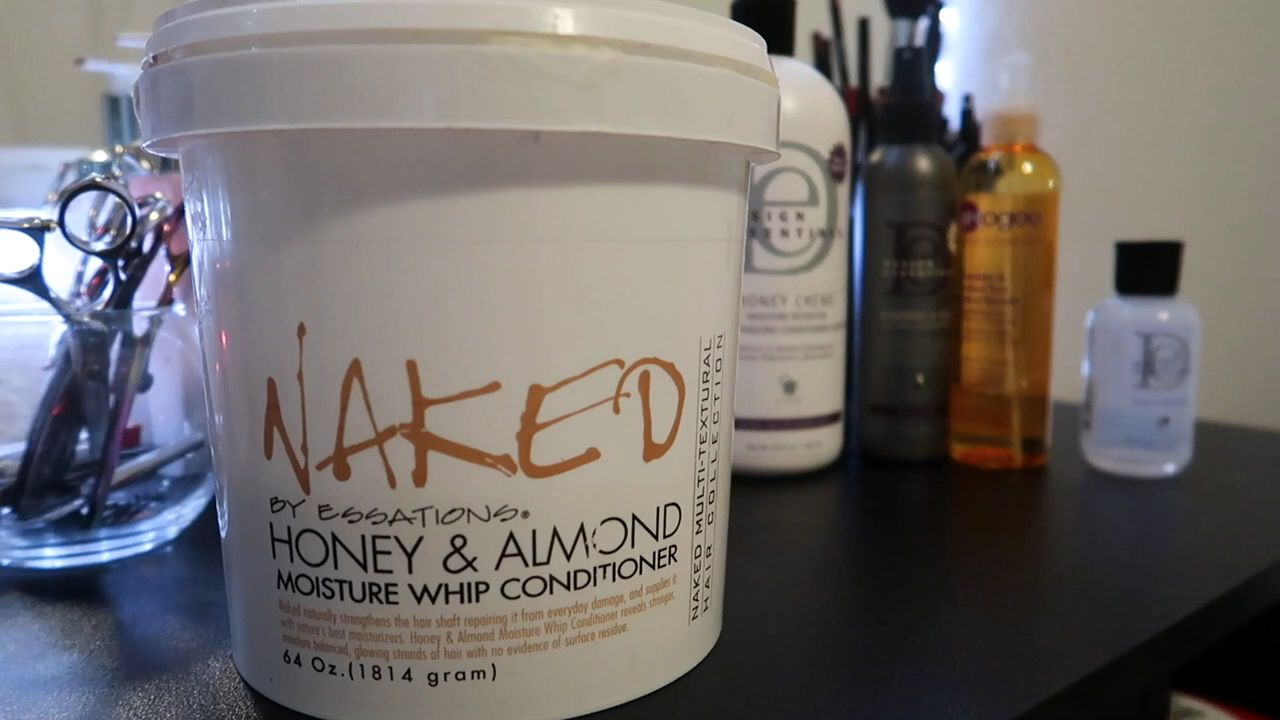 NAKED
BY ESSATIONS®
HONEY & ALMOND
MOISTURE WHIP CONDITIONER
Naked naturally strengthens the hair shaft repairing it from everyday damage, and supplies it
with nature's best moisturizers. Honey & Almond Moisture Whip Conditioner reveals stronger,
moisture balanced, glowing strands of hair with no evidence of surface residue.
64 Oz.(1814 gram)
NAKED MULTI-TEXTURAL
HAIR COLLECTION
HONEY CRÈME